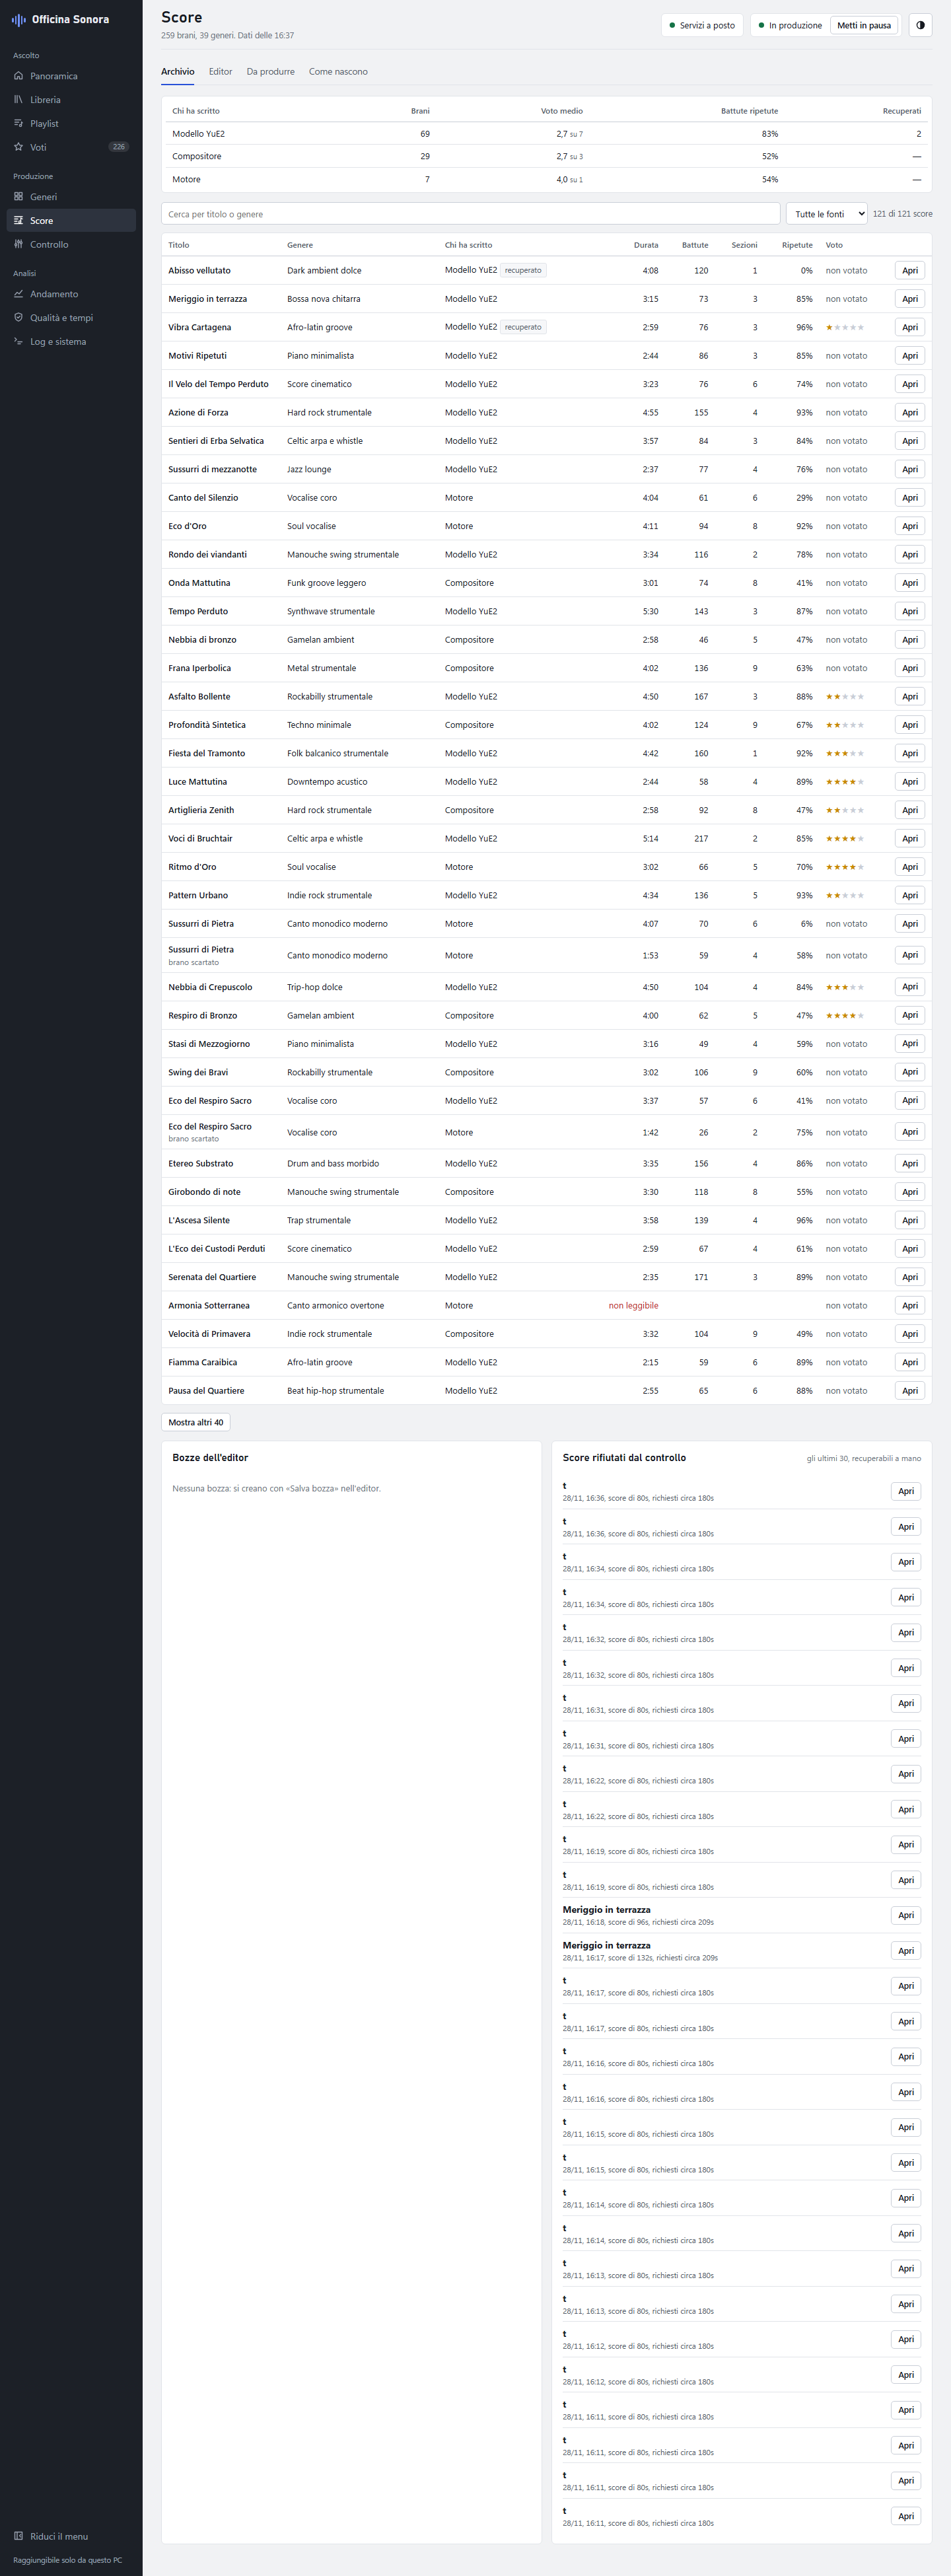 Officina Sonora
Ascolto
Panoramica
Libreria
Playlist
Voti 226
Produzione
Generi
Score
Controllo
Analisi
Andamento
Qualità e tempi
Log e sistema
Riduci il menu
Raggiungibile solo da questo PC
Score
259 brani, 39 generi. Dati delle 16:37
Servizi a posto
In produzione Metti in pausa
Archivio Editor Da produrre Come nascono
Chi ha scritto Brani Voto medio Battute ripetute Recuperati
Modello YuE2 69 2,7 su 7 83% 2
Compositore 29 2,7 su 3 52% —
Motore 7 4,0 su 1 54% —
Cerca per titolo o genere Tutte le fonti 121 di 121 score
Titolo Genere Chi ha scritto Durata Battute Sezioni Ripetute Voto
Abisso vellutato Dark ambient dolce Modello YuE2 recuperato 4:08 120 1 0% non votato Apri
Meriggio in terrazza Bossa nova chitarra Modello YuE2 3:15 73 3 85% non votato Apri
Vibra Cartagena Afro-latin groove Modello YuE2 recuperato 2:59 76 3 96% ★★★★★ Apri
Motivi Ripetuti Piano minimalista Modello YuE2 2:44 86 3 85% non votato Apri
Il Velo del Tempo Perduto Score cinematico Modello YuE2 3:23 76 6 74% non votato Apri
Azione di Forza Hard rock strumentale Modello YuE2 4:55 155 4 93% non votato Apri
Sentieri di Erba Selvatica Celtic arpa e whistle Modello YuE2 3:57 84 3 84% non votato Apri
Sussurri di mezzanotte Jazz lounge Modello YuE2 2:37 77 4 76% non votato Apri
Canto del Silenzio Vocalise coro Motore 4:04 61 6 29% non votato Apri
Eco d'Oro Soul vocalise Motore 4:11 94 8 92% non votato Apri
Rondo dei viandanti Manouche swing strumentale Modello YuE2 3:34 116 2 78% non votato Apri
Onda Mattutina Funk groove leggero Compositore 3:01 74 8 41% non votato Apri
Tempo Perduto Synthwave strumentale Modello YuE2 5:30 143 3 87% non votato Apri
Nebbia di bronzo Gamelan ambient Compositore 2:58 46 5 47% non votato Apri
Frana Iperbolica Metal strumentale Compositore 4:02 136 9 63% non votato Apri
Asfalto Bollente Rockabilly strumentale Modello YuE2 4:50 167 3 88% ★★★★★ Apri
Profondità Sintetica Techno minimale Compositore 4:02 124 9 67% ★★★★★ Apri
Fiesta del Tramonto Folk balcanico strumentale Modello YuE2 4:42 160 1 92% ★★★★★ Apri
Luce Mattutina Downtempo acustico Modello YuE2 2:44 58 4 89% ★★★★★ Apri
Artiglieria Zenith Hard rock strumentale Compositore 2:58 92 8 47% ★★★★★ Apri
Voci di Bruchtair Celtic arpa e whistle Modello YuE2 5:14 217 2 85% ★★★★★ Apri
Ritmo d'Oro Soul vocalise Motore 3:02 66 5 70% ★★★★★ Apri
Pattern Urbano Indie rock strumentale Modello YuE2 4:34 136 5 93% ★★★★★ Apri
Sussurri di Pietra Canto monodico moderno Motore 4:07 70 6 6% non votato Apri
Sussurri di Pietra
brano scartato Canto monodico moderno Motore 1:53 59 4 58% non votato Apri
Nebbia di Crepuscolo Trip-hop dolce Modello YuE2 4:50 104 4 84% ★★★★★ Apri
Respiro di Bronzo Gamelan ambient Compositore 4:00 62 5 47% ★★★★★ Apri
Stasi di Mezzogiorno Piano minimalista Modello YuE2 3:16 49 4 59% non votato Apri
Swing dei Bravi Rockabilly strumentale Compositore 3:02 106 9 60% non votato Apri
Eco del Respiro Sacro Vocalise coro Modello YuE2 3:37 57 6 41% non votato Apri
Eco del Respiro Sacro
brano scartato Vocalise coro Motore 1:42 26 2 75% non votato Apri
Etereo Substrato Drum and bass morbido Modello YuE2 3:35 156 4 86% non votato Apri
Girobondo di note Manouche swing strumentale Compositore 3:30 118 8 55% non votato Apri
L'Ascesa Silente Trap strumentale Modello YuE2 3:58 139 4 96% non votato Apri
L'Eco dei Custodi Perduti Score cinematico Modello YuE2 2:59 67 4 61% non votato Apri
Serenata del Quartiere Manouche swing strumentale Modello YuE2 2:35 171 3 89% non votato Apri
Armonia Sotterranea Canto armonico overtone Motore non leggibile non votato Apri
Velocità di Primavera Indie rock strumentale Compositore 3:32 104 9 49% non votato Apri
Fiamma Caraibica Afro-latin groove Modello YuE2 2:15 59 6 89% non votato Apri
Pausa del Quartiere Beat hip-hop strumentale Modello YuE2 2:55 65 6 88% non votato Apri
Mostra altri 40
Bozze dell'editor
Nessuna bozza: si creano con «Salva bozza» nell'editor.
Score rifiutati dal controllo gli ultimi 30, recuperabili a mano
t
28/11, 16:36, score di 80s, richiesti circa 180s Apri
t
28/11, 16:36, score di 80s, richiesti circa 180s Apri
t
28/11, 16:34, score di 80s, richiesti circa 180s Apri
t
28/11, 16:34, score di 80s, richiesti circa 180s Apri
t
28/11, 16:32, score di 80s, richiesti circa 180s Apri
t
28/11, 16:32, score di 80s, richiesti circa 180s Apri
t
28/11, 16:31, score di 80s, richiesti circa 180s Apri
t
28/11, 16:31, score di 80s, richiesti circa 180s Apri
t
28/11, 16:22, score di 80s, richiesti circa 180s Apri
t
28/11, 16:22, score di 80s, richiesti circa 180s Apri
t
28/11, 16:19, score di 80s, richiesti circa 180s Apri
t
28/11, 16:19, score di 80s, richiesti circa 180s Apri
Meriggio in terrazza
28/11, 16:18, score di 96s, richiesti circa 209s Apri
Meriggio in terrazza
28/11, 16:17, score di 132s, richiesti circa 209s Apri
t
28/11, 16:17, score di 80s, richiesti circa 180s Apri
t
28/11, 16:17, score di 80s, richiesti circa 180s Apri
t
28/11, 16:16, score di 80s, richiesti circa 180s Apri
t
28/11, 16:16, score di 80s, richiesti circa 180s Apri
t
28/11, 16:15, score di 80s, richiesti circa 180s Apri
t
28/11, 16:15, score di 80s, richiesti circa 180s Apri
t
28/11, 16:14, score di 80s, richiesti circa 180s Apri
t
28/11, 16:14, score di 80s, richiesti circa 180s Apri
t
28/11, 16:13, score di 80s, richiesti circa 180s Apri
t
28/11, 16:13, score di 80s, richiesti circa 180s Apri
t
28/11, 16:12, score di 80s, richiesti circa 180s Apri
t
28/11, 16:12, score di 80s, richiesti circa 180s Apri
t
28/11, 16:11, score di 80s, richiesti circa 180s Apri
t
28/11, 16:11, score di 80s, richiesti circa 180s Apri
t
28/11, 16:11, score di 80s, richiesti circa 180s Apri
t
28/11, 16:11, score di 80s, richiesti circa 180s Apri